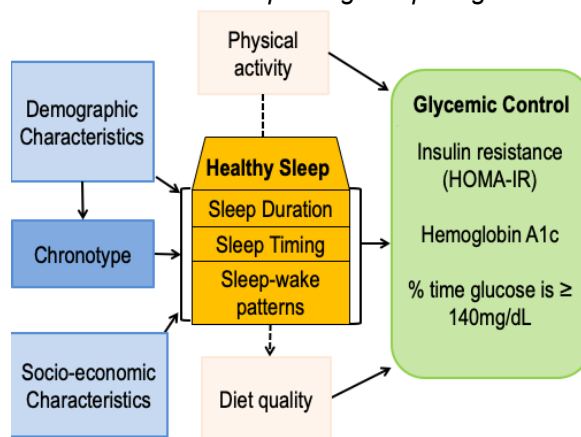 Physical
activity
Demographic
Characteristics
Chronotype
Socio-economic
Characteristics
Healthy Sleep
Sleep Duration
Sleep Timing
Sleep-wake
patterns
Diet quality
Glycemic Control
Insulin resistance
(HOMA-IR)
Hemoglobin A1c
% time glucose is ≥
140mg/dL